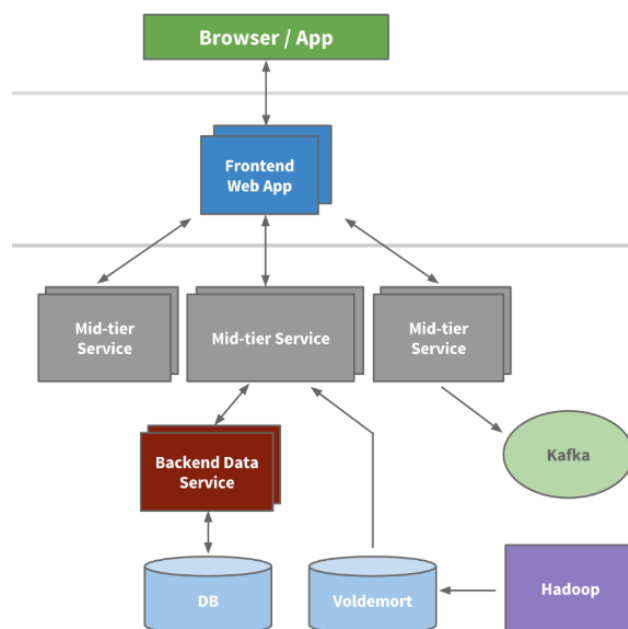 Browser / App
Frontend
Web App
Mid-tier
Service
Mid-tier Service
Mid-tier
Service
Backend Data
Service
Kafka
DB
Voldemort
Hadoop